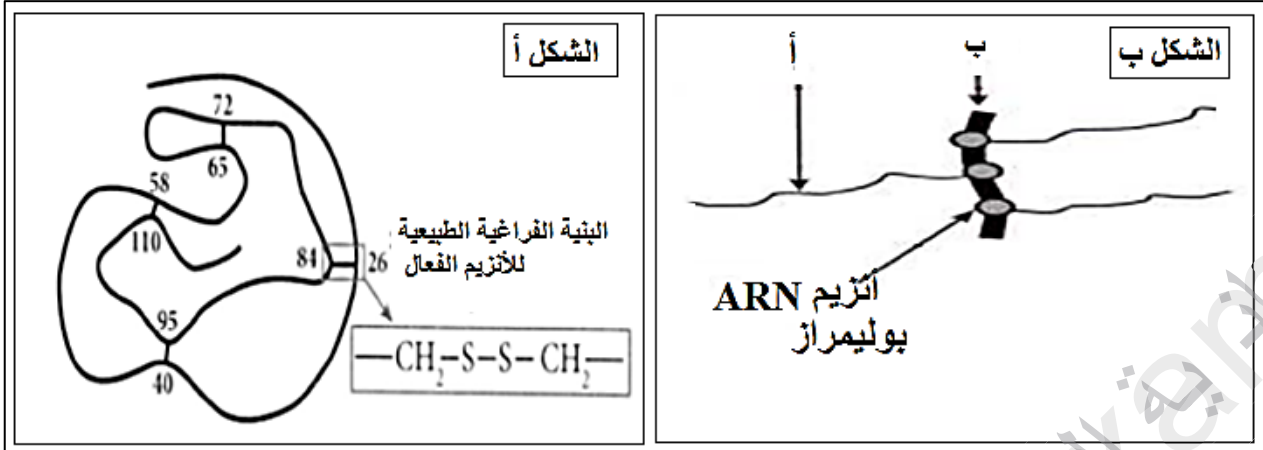 الشكل أ
72
65
58
110
84
26
95
40
البنية الفراغية الطبيعية
للأنزيم الفعال
—CH₂–S–S–CH₂—
الشكل ب
أ
ب
أنزيم ARN
بوليمراز